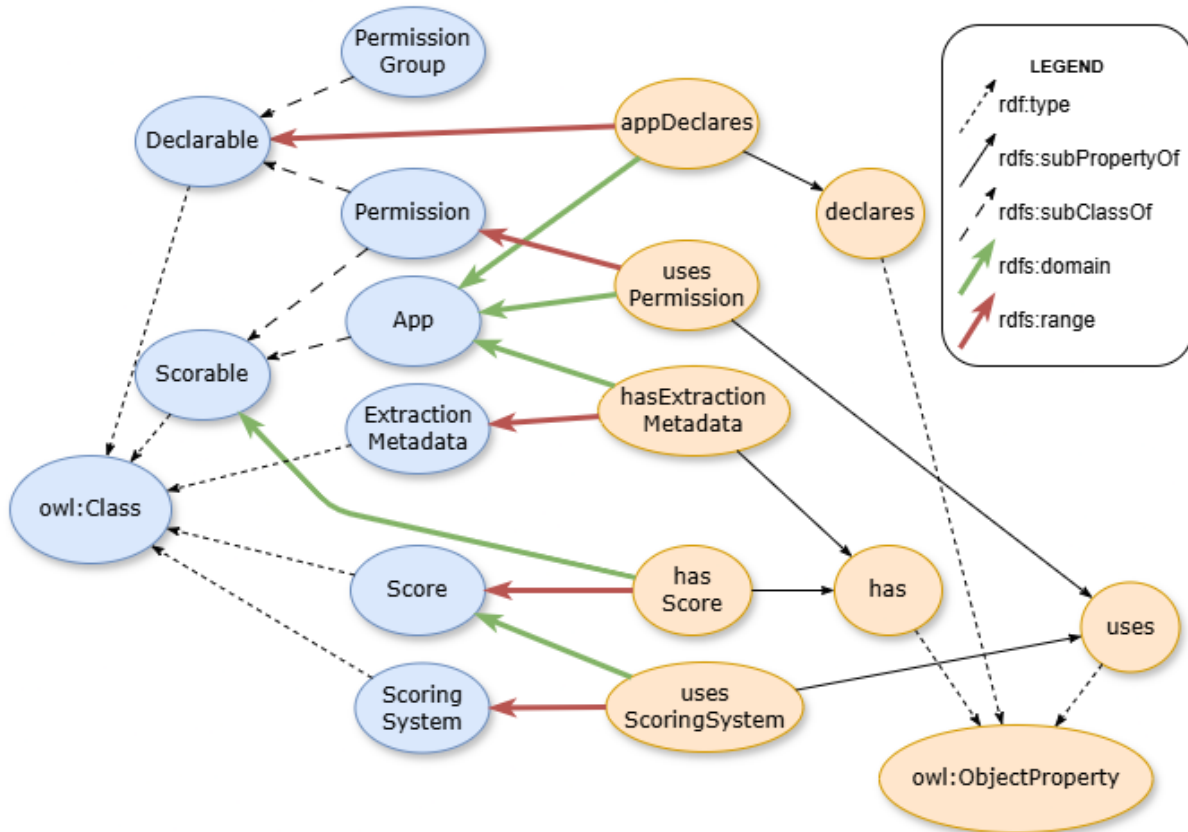 Permission
Group
Declarable
appDeclares
Permission
declares
uses
Permission
App
Scorable
hasExtraction
Metadata
Extraction
Metadata
owl:Class
Score
has
Score
has
uses
Scoring
System
uses
ScoringSystem
owl:ObjectProperty
LEGEND
rdf:type
rdfs:subPropertyOf
rdfs:subClassOf
rdfs:domain
rdfs:range